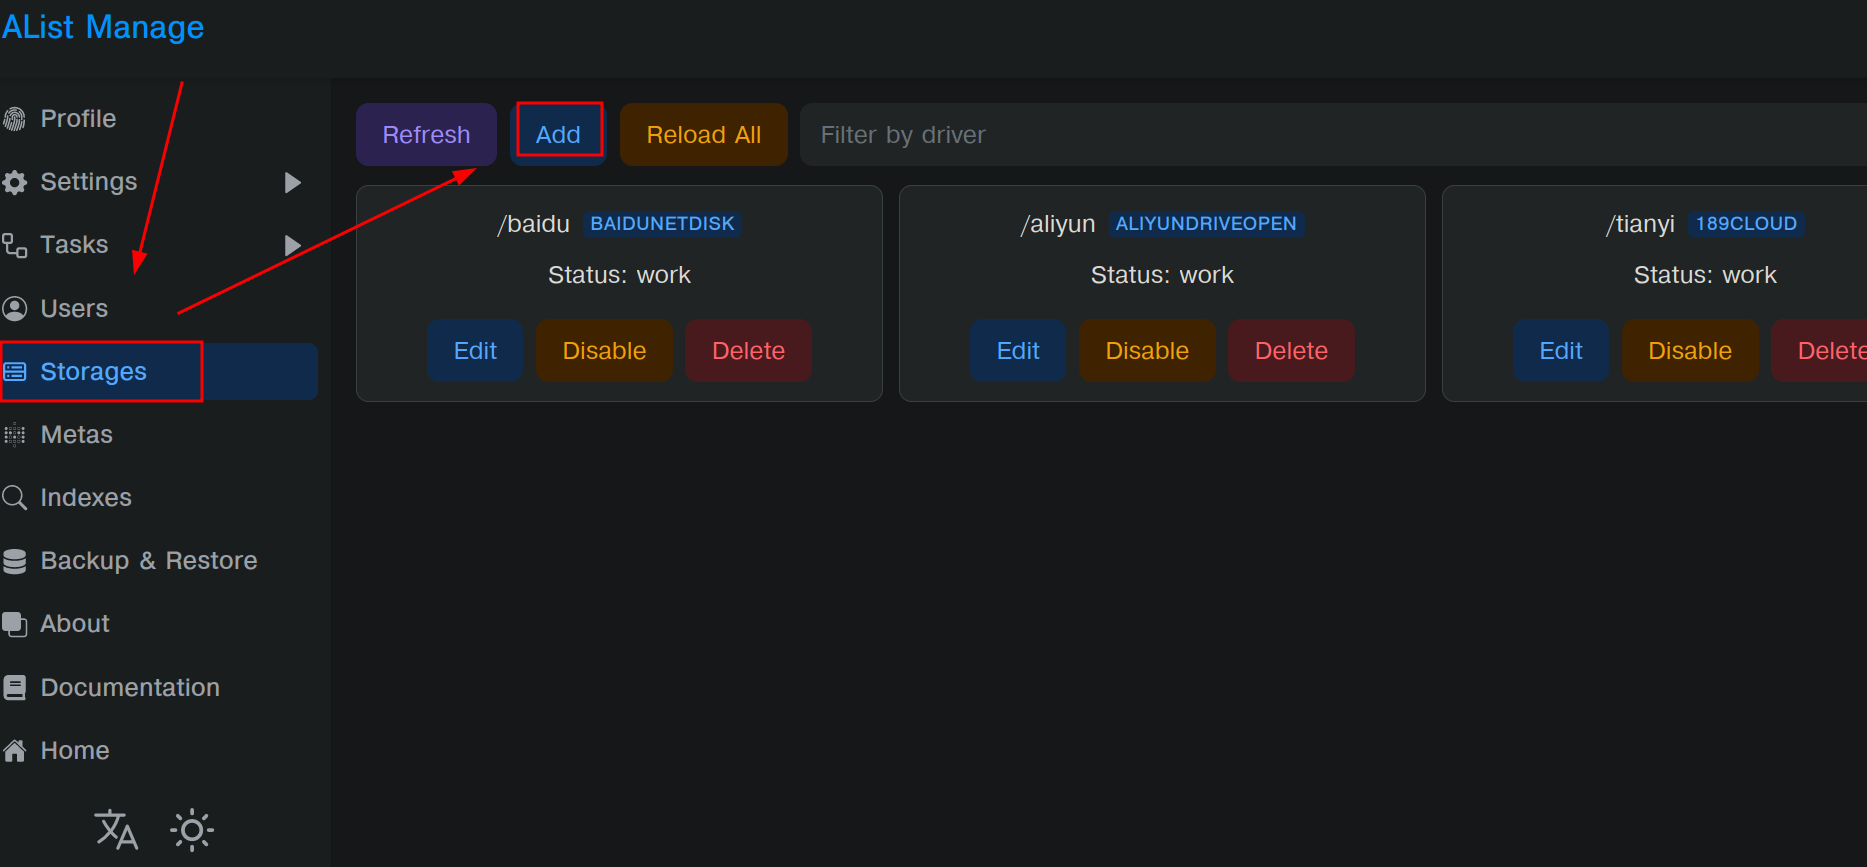 AList Manage
Profile
Settings
Tasks
Users
Storages
Metas
Indexes
Backup & Restore
About
Documentation
Home
Refresh
Add
Reload All
Filter by driver
/baidu BAIDUNETDISK
Status: work
Edit Disable Delete
/aliyun ALIYUNDRIVEOPEN
Status: work
Edit Disable Delete
/tianyi 189CLOUD
Status: work
Edit Disable Delete